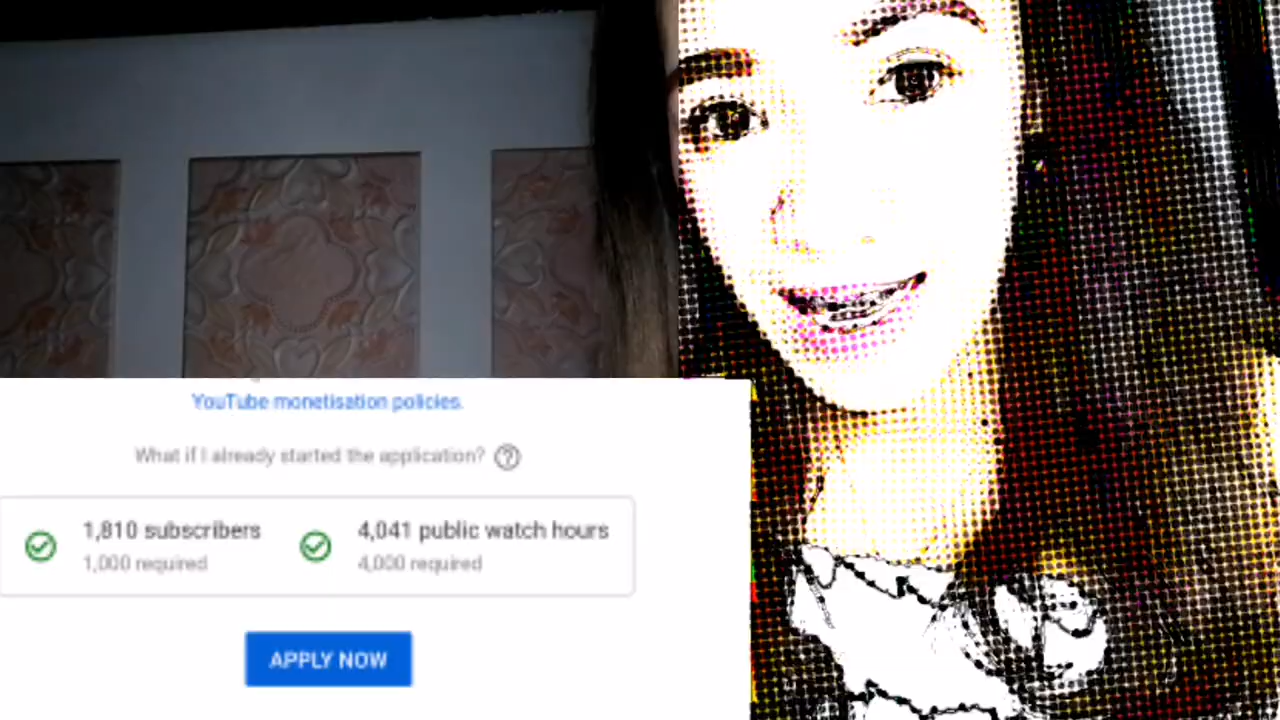 YouTube monetisation policies.
What if I already started the application?
1,810 subscribers
1,000 required
4,041 public watch hours
4,000 required
APPLY NOW